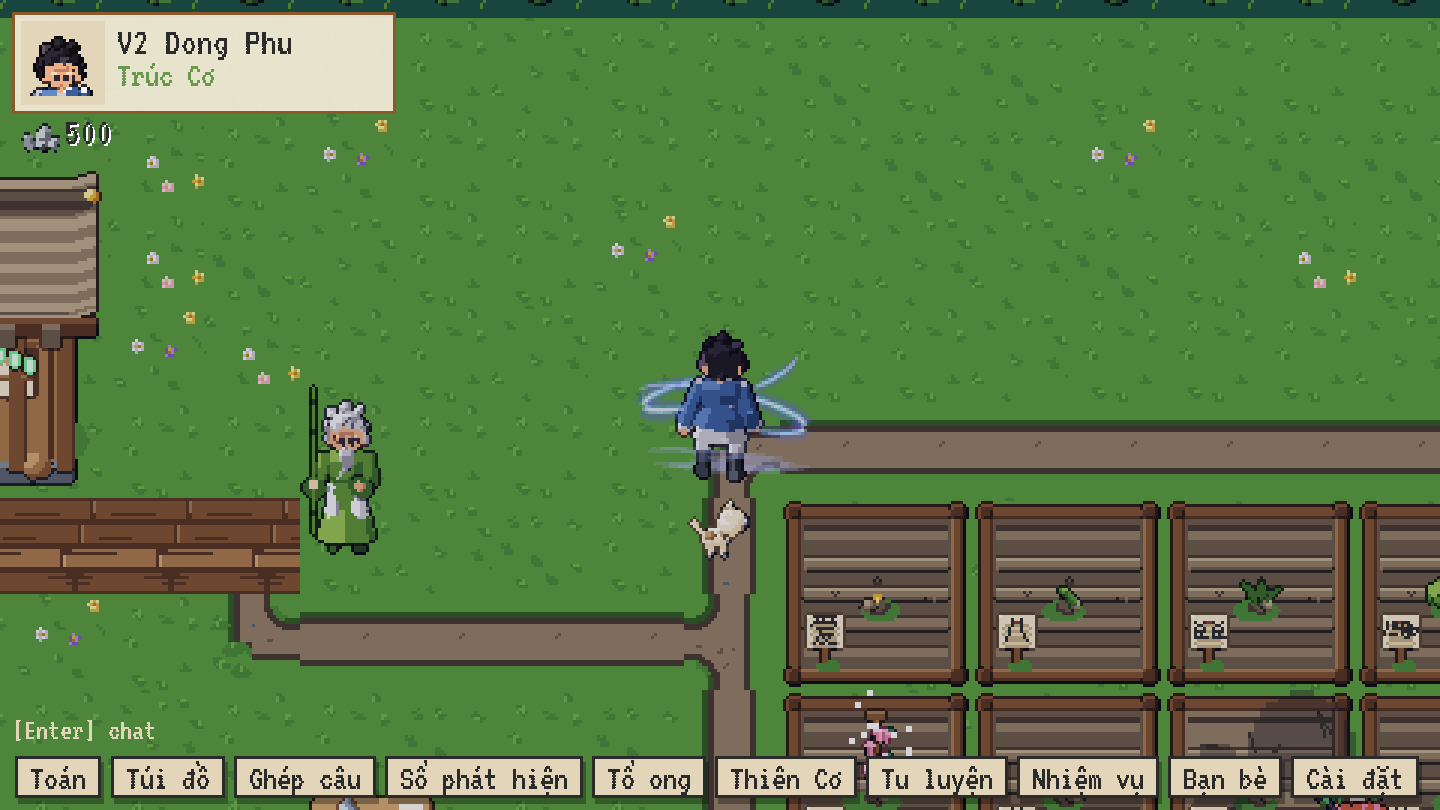 V2 Dong Phu
Trúc Cơ
500
[Enter] chat
Toán
Túi đồ
Ghép câu
Sổ phát hiện
Tổ ong
Thiên Cơ
Tu luyện
Nhiệm vụ
Bạn bè
Cài đặt